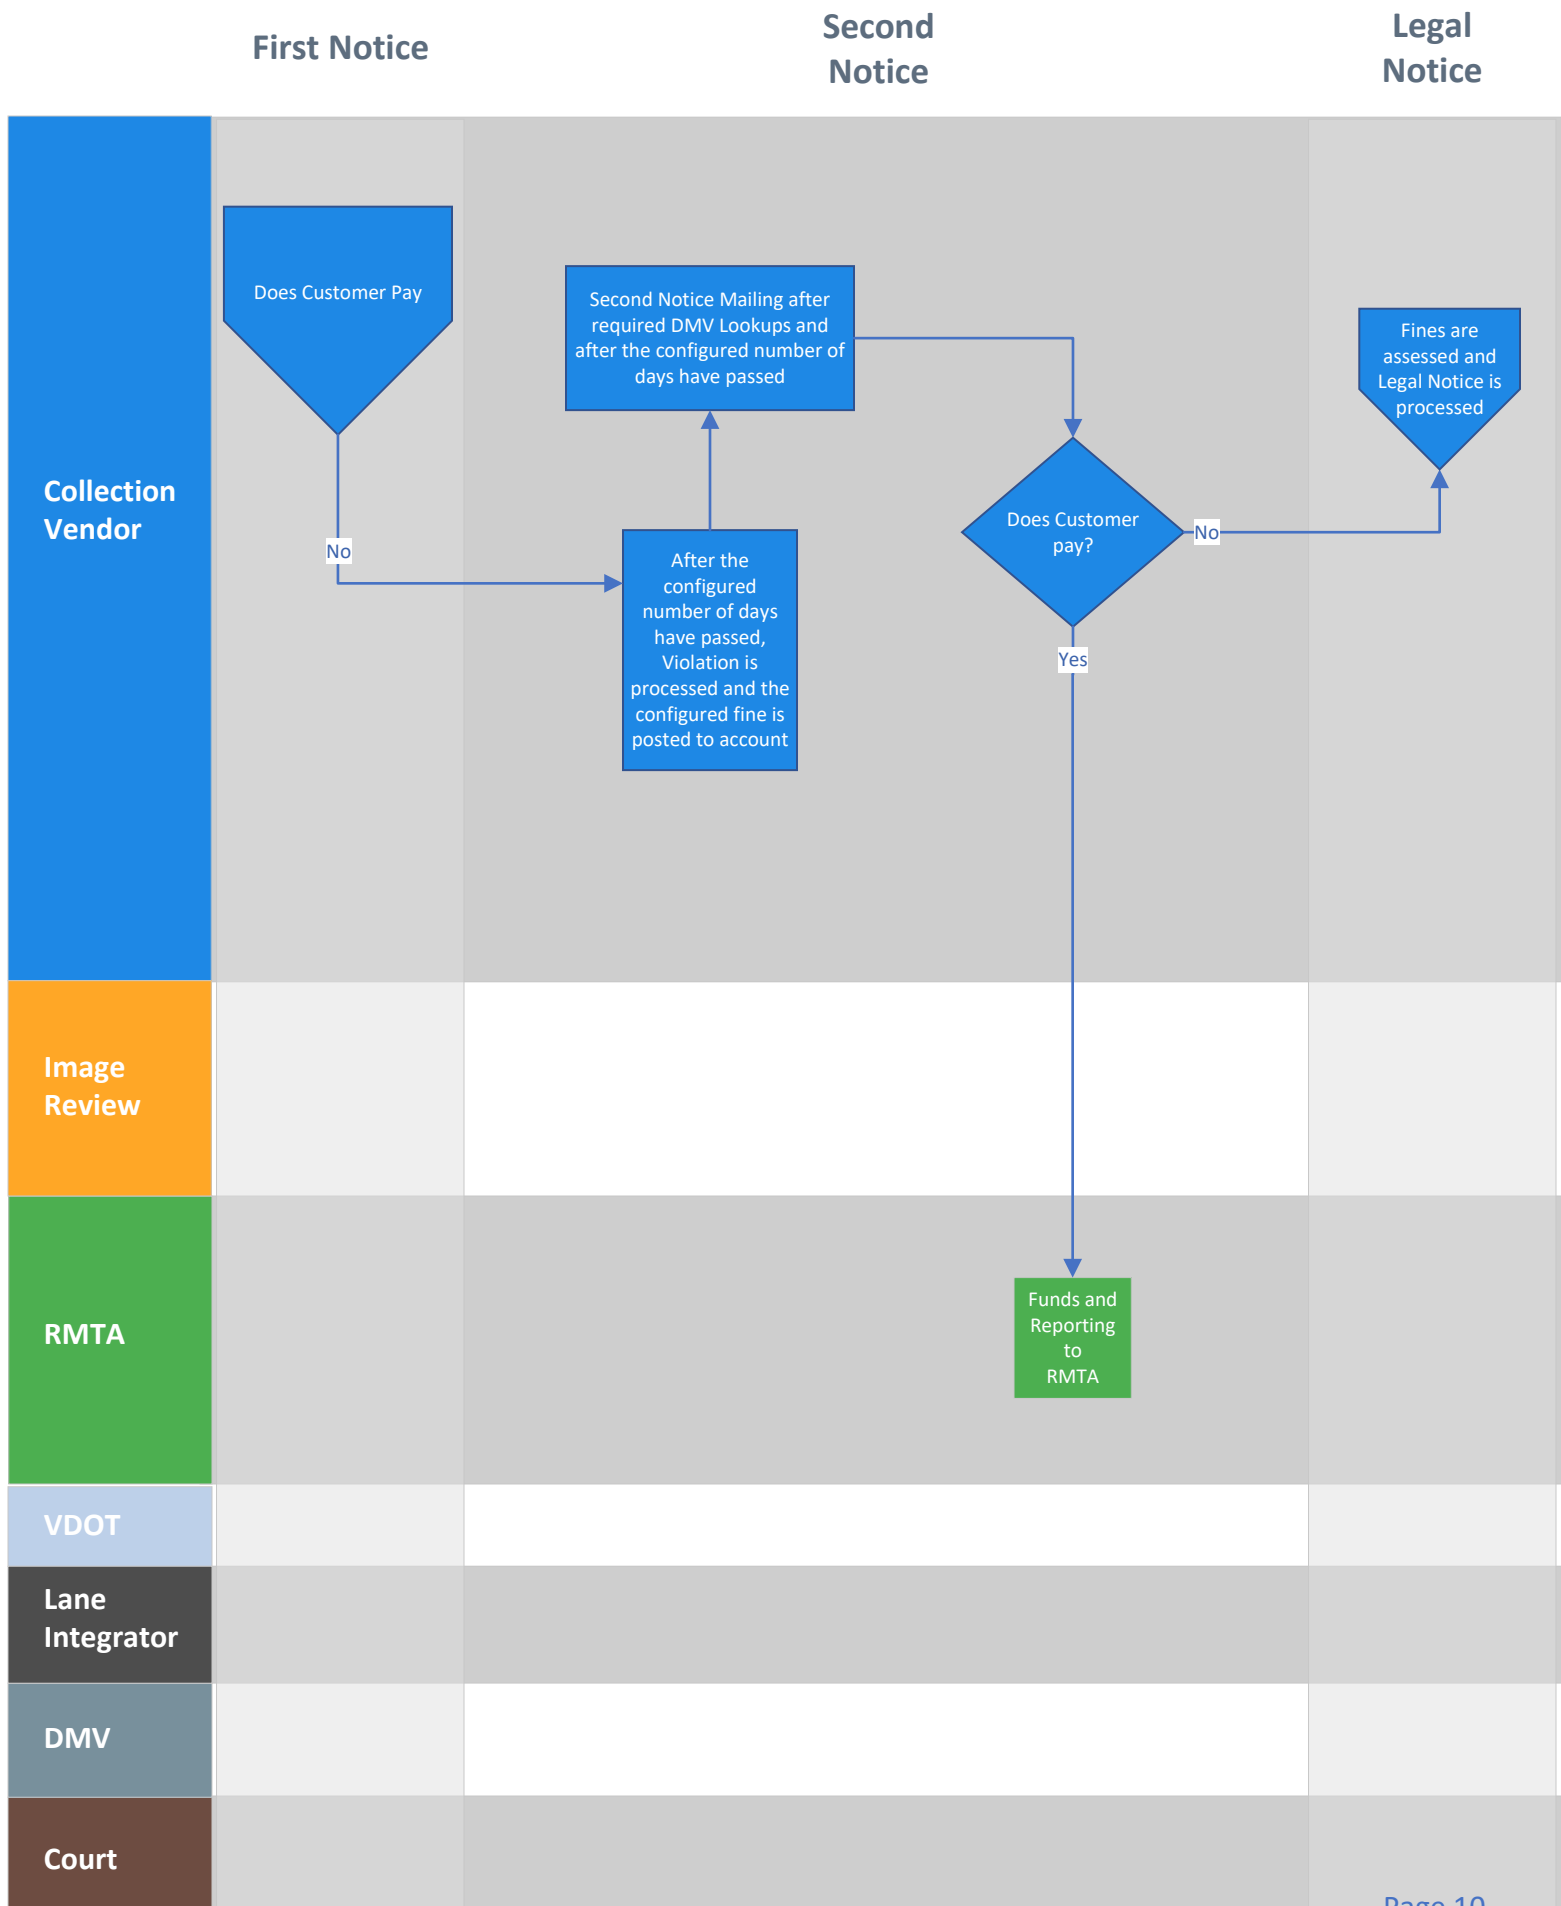 First Notice
Second
Notice
Legal
Notice
Collection
Vendor
Does Customer Pay
No
Second Notice Mailing after
required DMV Lookups and
after the configured number of
days have passed
After the
configured
number of days
have passed,
Violation is
processed and the
configured fine is
posted to account
Does Customer
pay?
No
Yes
Fines are
assessed and
Legal Notice is
processed
Image
Review
RMTA
Funds and
Reporting
to
RMTA
VDOT
Lane
Integrator
DMV
Court
Page 10